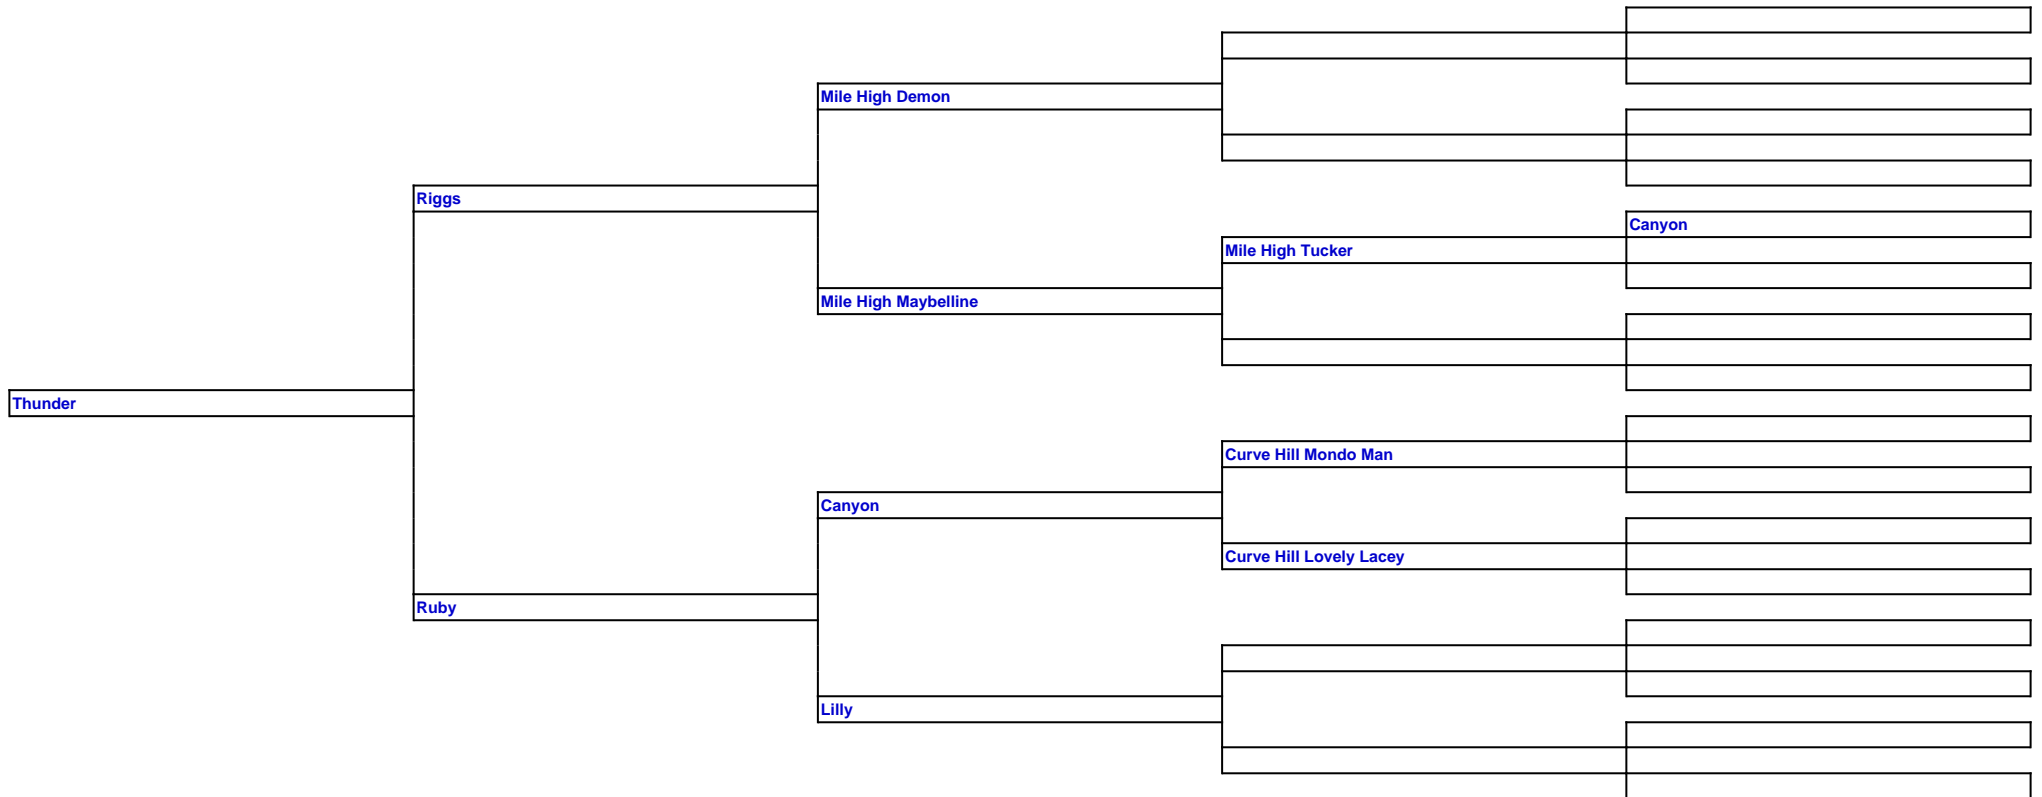 Mile High Demon
Riggs
Canyon
Mile High Tucker
Mile High Maybelline
Thunder
Curve Hill Mondo Man
Canyon
Curve Hill Lovely Lacey
Ruby
Lilly